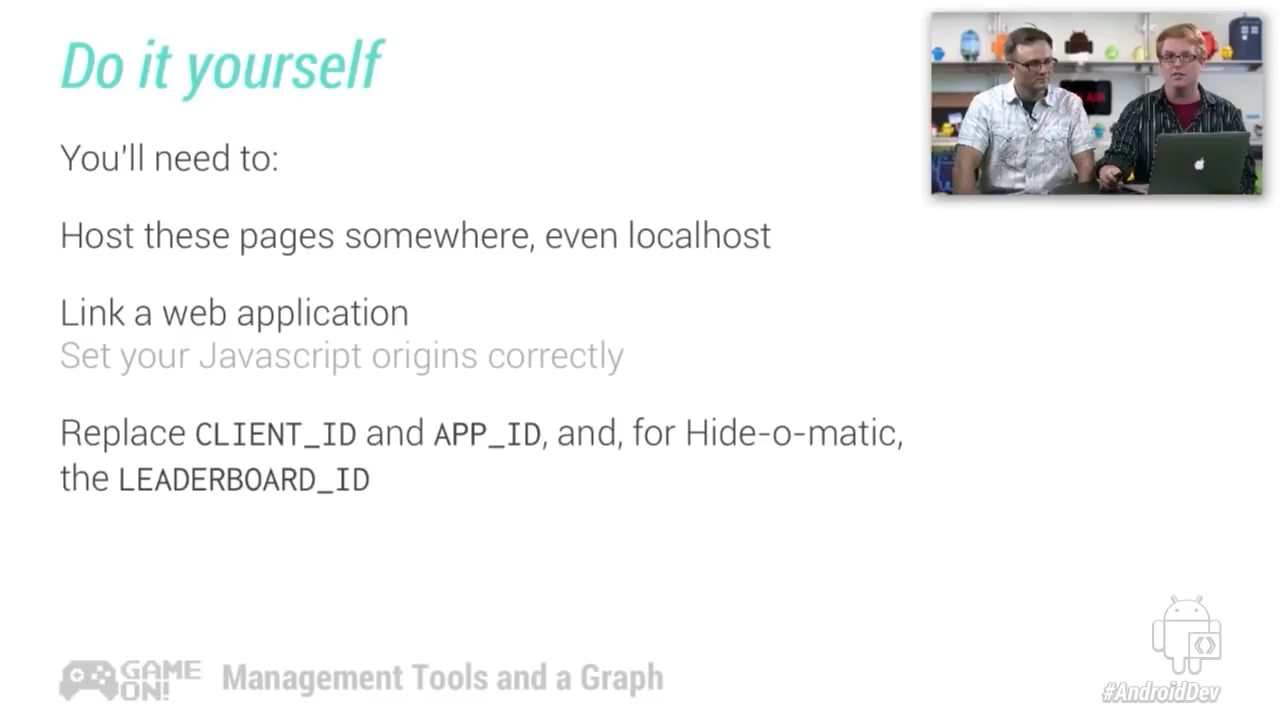 Do it yourself
You'll need to:
Host these pages somewhere, even localhost
Link a web application
Set your Javascript origins correctly
Replace CLIENT_ID and APP_ID, and, for Hide-o-matic,
the LEADERBOARD_ID
GAME
ON!
Management Tools and a Graph
#AndroidDev